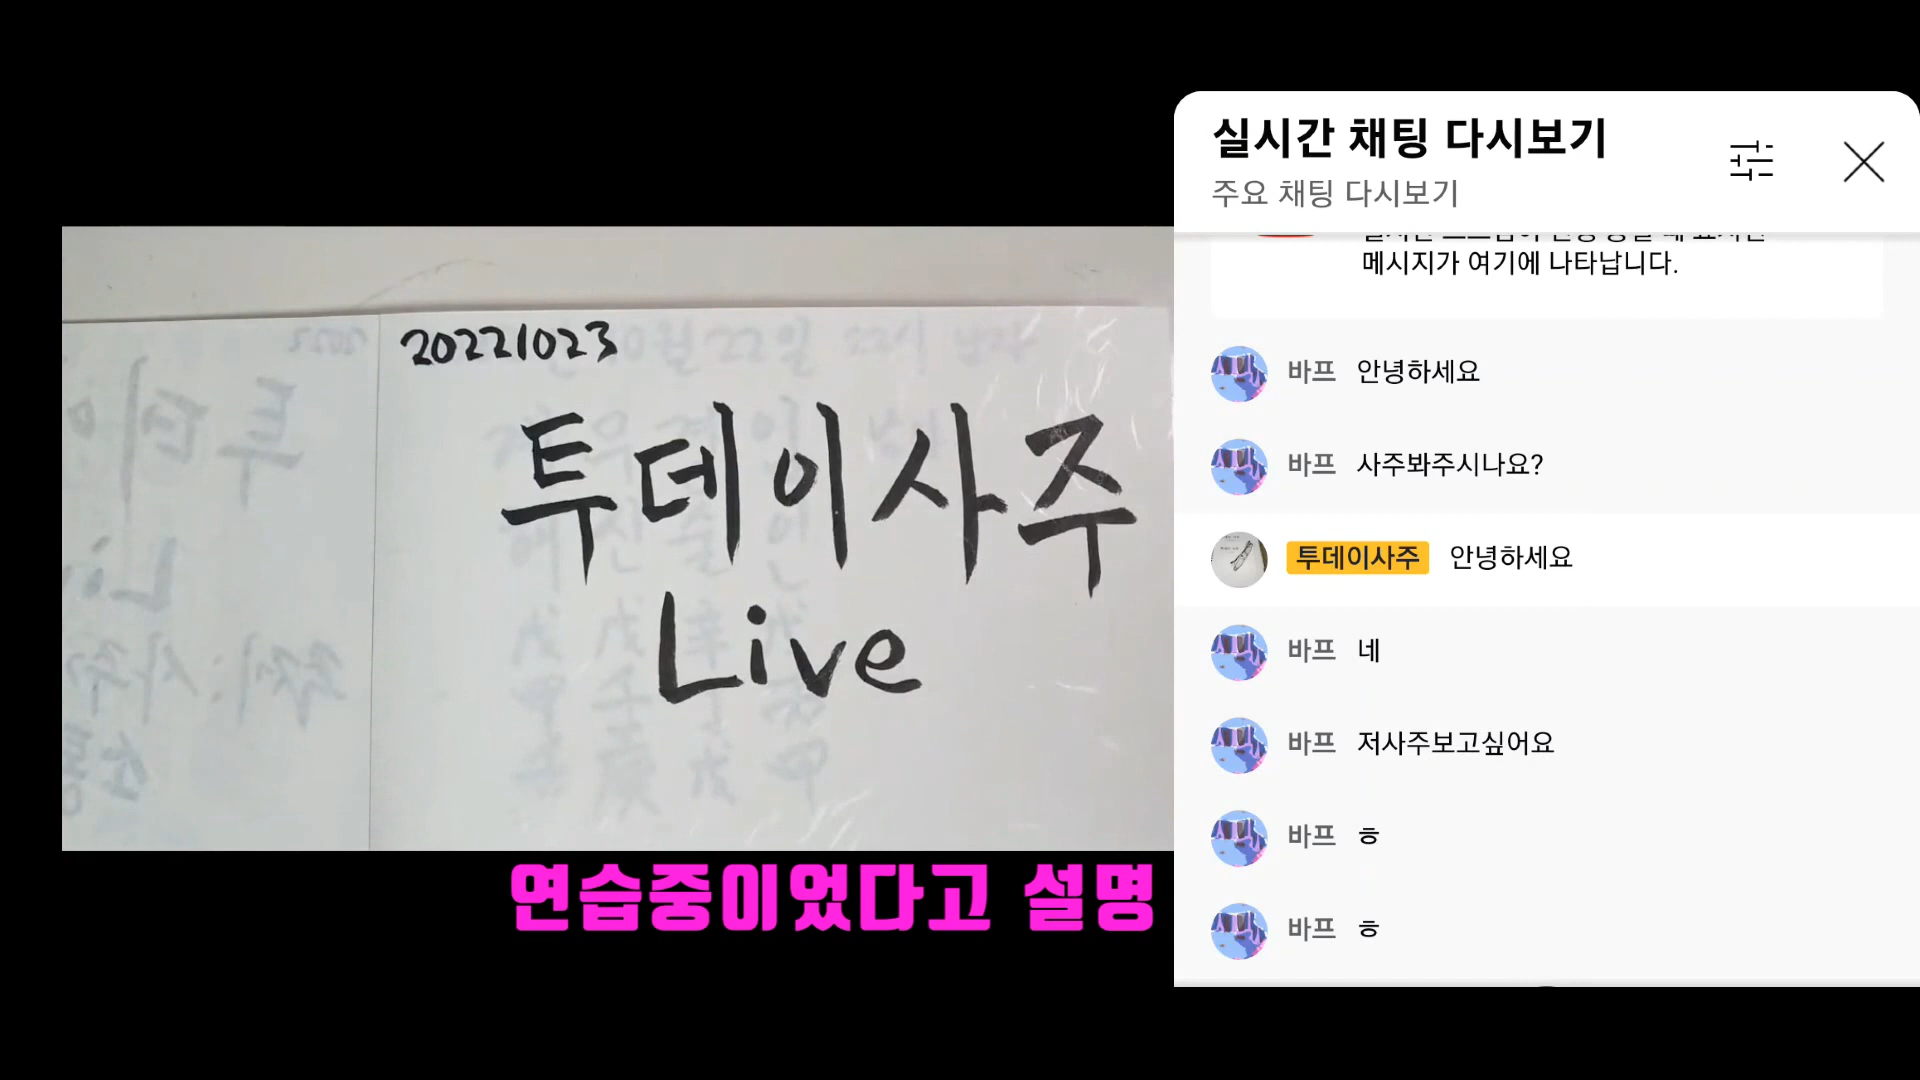 20221023
투데이사주
Live
연습중이었다고 설명
실시간 채팅 다시보기
주요 채팅 다시보기
메시지가 여기에 나타납니다.
바프 안녕하세요
바프 사주봐주시나요?
투데이사주 안녕하세요
바프 네
바프 저사주보고싶어요
바프 ㅎ
바프 ㅎ